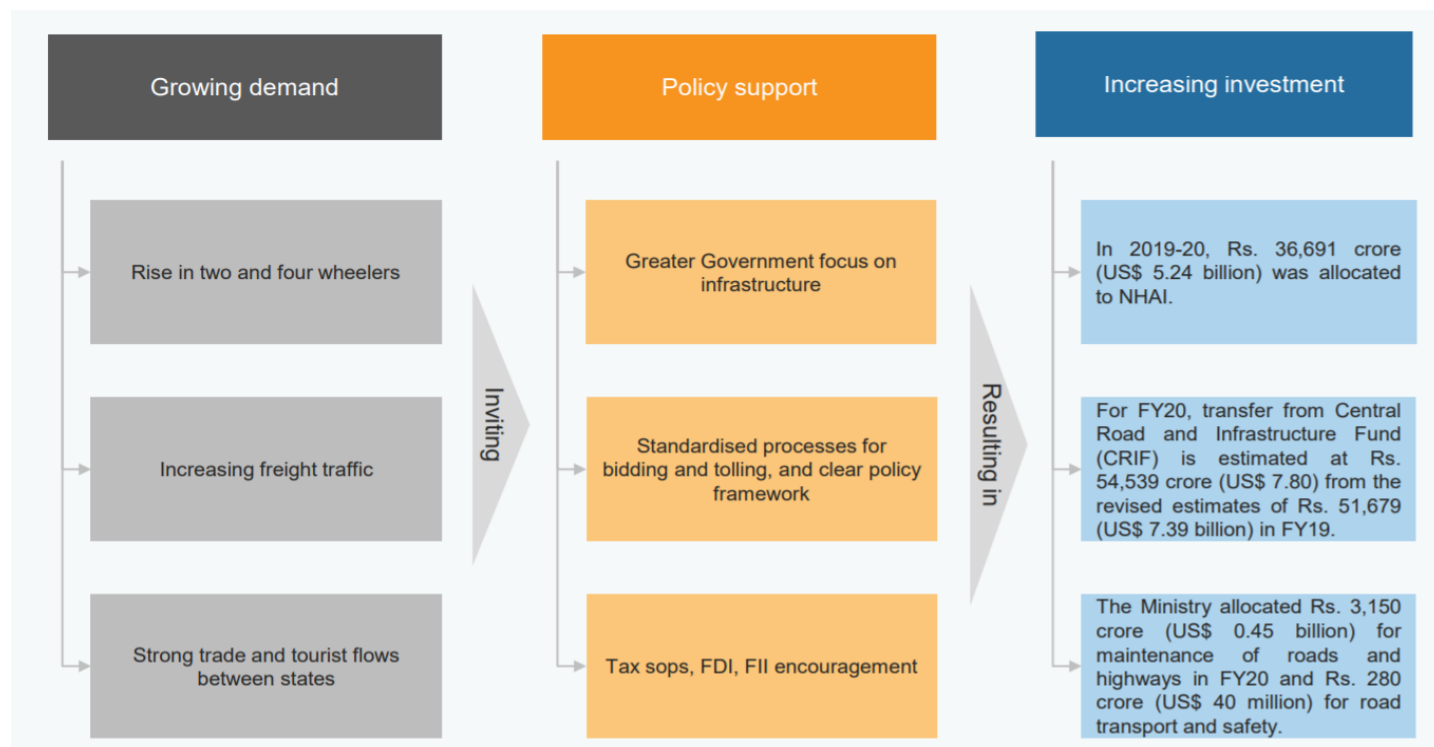 Growing demand
Policy support
Increasing investment
Rise in two and four wheelers
Increasing freight traffic
Strong trade and tourist flows
between states
Inviting
Greater Government focus on
infrastructure
Standardised processes for
bidding and tolling, and clear policy
framework
Tax sops, FDI, FII encouragement
Resulting in
In 2019-20, Rs. 36,691 crore
(US$ 5.24 billion) was allocated
to NHAI.
For FY20, transfer from Central
Road and Infrastructure Fund
(CRIF) is estimated at Rs.
54,539 crore (US$ 7.80) from the
revised estimates of Rs. 51,679
(US$ 7.39 billion) in FY19.
The Ministry allocated Rs. 3,150
crore (US$ 0.45 billion) for
maintenance of roads and
highways in FY20 and Rs. 280
crore (US$ 40 million) for road
transport and safety.